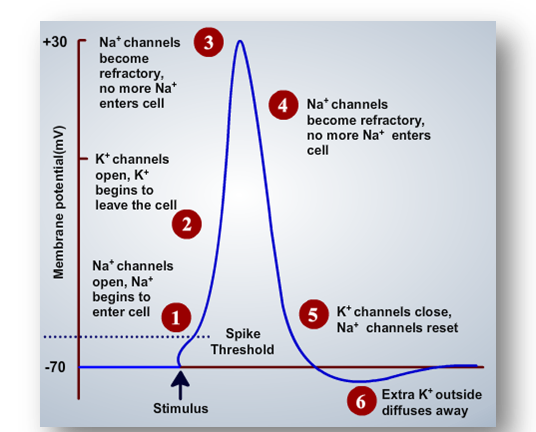 +30
Na+ channels
become
refractory,
no more Na+
enters cell
3
4
Na+ channels
become refractory,
no more Na+ enters
cell
K+ channels
open, K+
begins to
leave the cell
2
Membrane potential(mV)
Na+ channels
open, Na+
begins to
enter cell
1
Spike
Threshold
5
K+ channels close,
Na+ channels reset
-70
Stimulus
6
Extra K+ outside
diffuses away